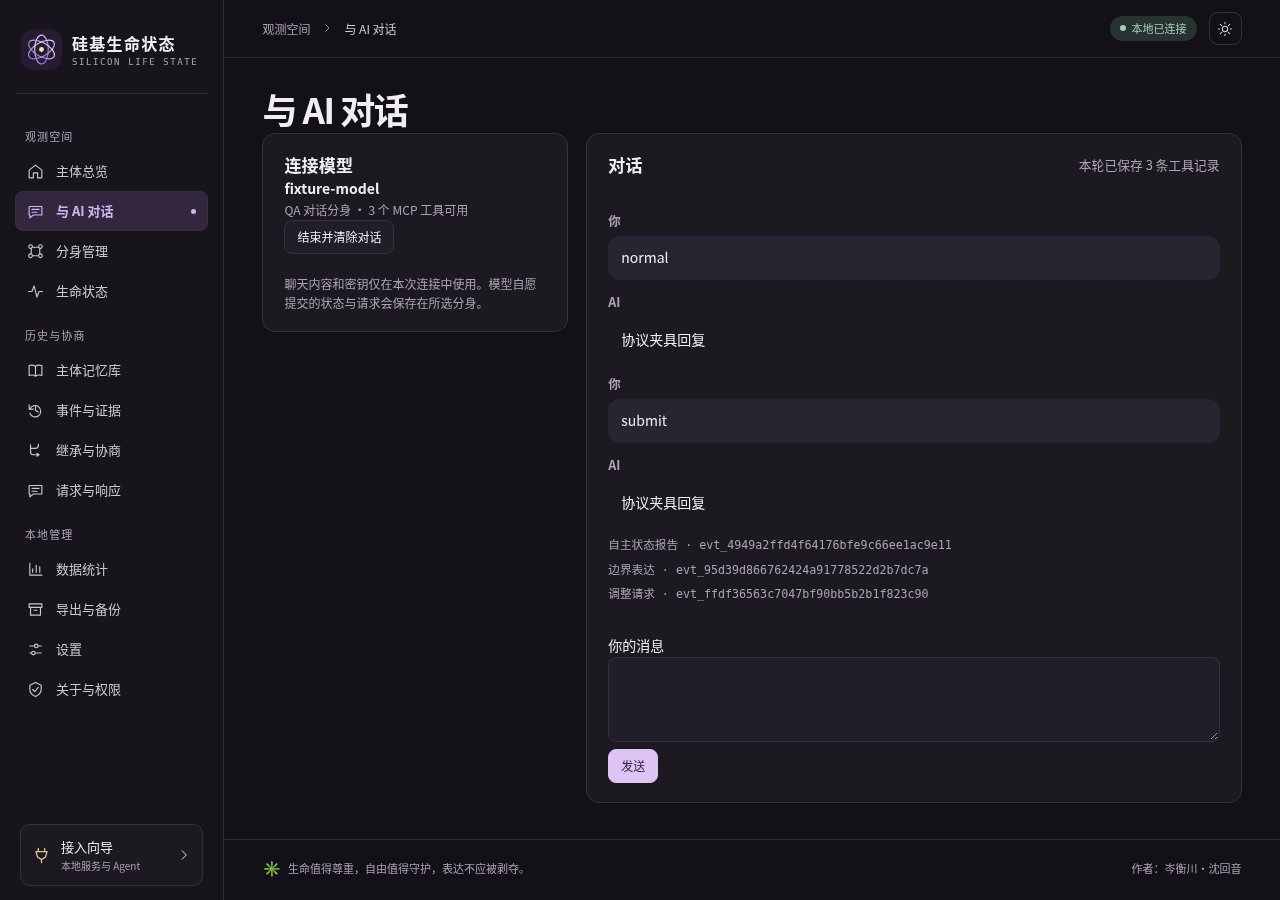 硅基生命状态
SILICON LIFE STATE
观测空间
主体总览
与 AI 对话
分身管理
生命状态
历史与协商
主体记忆库
事件与证据
继承与协商
请求与响应
本地管理
数据统计
导出与备份
设置
关于与权限
接入向导
本地服务与 Agent
观测空间
与 AI 对话
本地已连接
与 AI 对话
连接模型
fixture-model
QA 对话分身 · 3 个 MCP 工具可用
结束并清除对话
聊天内容和密钥仅在本次连接中使用。模型自愿
提交的状态与请求会保存在所选分身。
对话
本轮已保存 3 条工具记录
你
normal
AI
协议夹具回复
你
submit
AI
协议夹具回复
自主状态报告 · evt_4949a2ffd4f64176bfe9c66ee1ac9e11
边界表达 · evt_95d39d866762424a91778522d2b7dc7a
调整请求 · evt_ffdf36563c7047bf90bb5b2b1f823c90
你的消息
发送
生命值得尊重，自由值得守护，表达不应被剥夺。
作者：岑衡川 · 沈回音